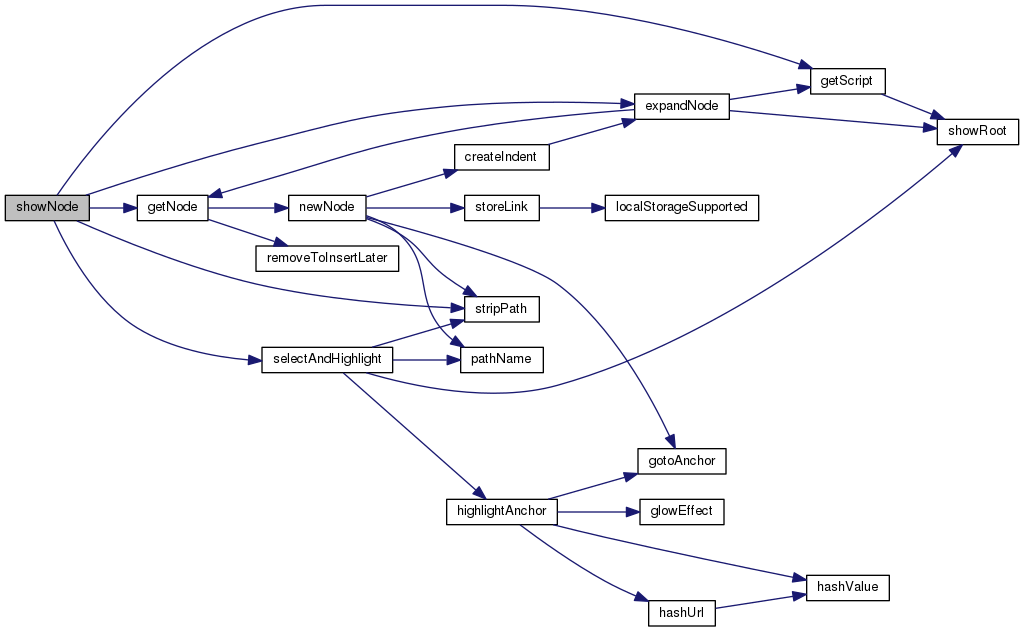 getScript
expandNode
showRoot
createIndent
showNode
getNode
newNode
storeLink
localStorageSupported
removeToInsertLater
stripPath
selectAndHighlight
pathName
gotoAnchor
highlightAnchor
glowEffect
hashValue
hashUrl